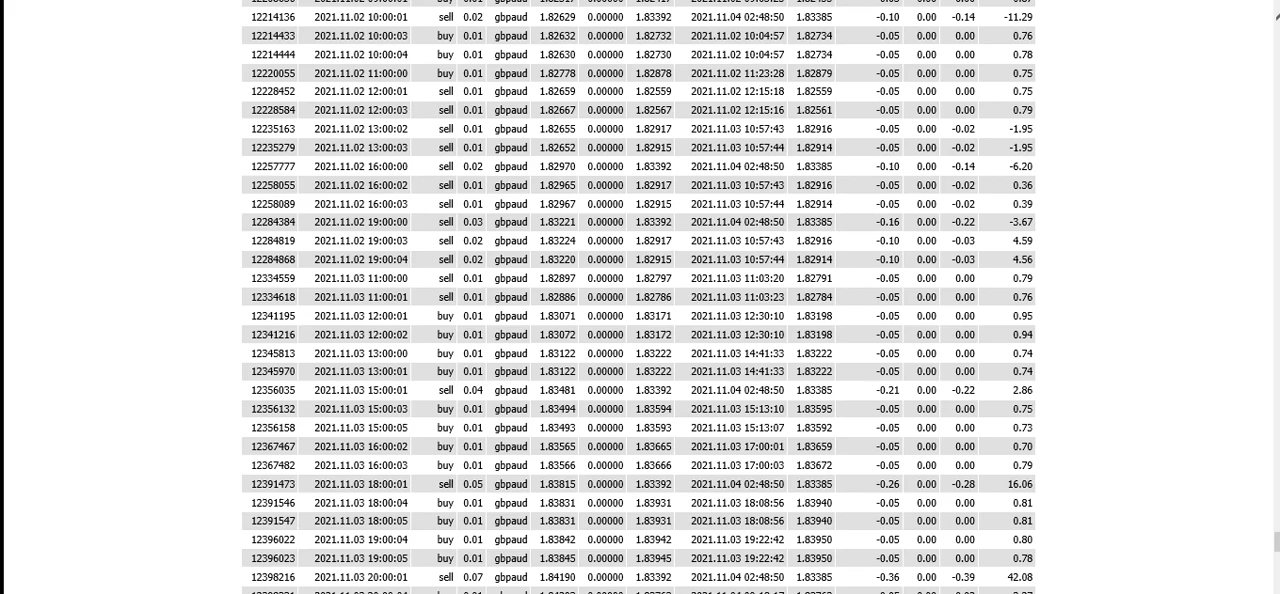 12214136 2021.11.02 10:00:01 sell 0.02 gbpaud 1.82629 0.00000 1.83392 2021.11.04 02:48:50 1.83385 -0.10 0.00 -0.14 -11.29
12214433 2021.11.02 10:00:03 buy 0.01 gbpaud 1.82632 0.00000 1.82732 2021.11.02 10:04:57 1.82734 -0.05 0.00 0.00 0.76
12214444 2021.11.02 10:00:04 buy 0.01 gbpaud 1.82630 0.00000 1.82730 2021.11.02 10:04:57 1.82734 -0.05 0.00 0.00 0.78
12220055 2021.11.02 11:00:00 buy 0.01 gbpaud 1.82778 0.00000 1.82878 2021.11.02 11:23:28 1.82879 -0.05 0.00 0.00 0.75
12228452 2021.11.02 12:00:01 sell 0.01 gbpaud 1.82659 0.00000 1.82559 2021.11.02 12:15:18 1.82559 -0.05 0.00 0.00 0.75
12228584 2021.11.02 12:00:03 sell 0.01 gbpaud 1.82667 0.00000 1.82567 2021.11.02 12:15:16 1.82561 -0.05 0.00 0.00 0.79
12235163 2021.11.02 13:00:02 sell 0.01 gbpaud 1.82655 0.00000 1.82917 2021.11.03 10:57:43 1.82916 -0.05 0.00 -0.02 -1.95
12235279 2021.11.02 13:00:03 sell 0.01 gbpaud 1.82652 0.00000 1.82915 2021.11.03 10:57:44 1.82914 -0.05 0.00 -0.02 -1.95
12257777 2021.11.02 16:00:00 sell 0.02 gbpaud 1.82970 0.00000 1.83392 2021.11.04 02:48:50 1.83385 -0.10 0.00 -0.14 -6.20
12258055 2021.11.02 16:00:02 sell 0.01 gbpaud 1.82965 0.00000 1.82917 2021.11.03 10:57:43 1.82916 -0.05 0.00 -0.02 0.36
12258089 2021.11.02 16:00:03 sell 0.01 gbpaud 1.82967 0.00000 1.82915 2021.11.03 10:57:44 1.82914 -0.05 0.00 -0.02 0.39
12284384 2021.11.02 19:00:00 sell 0.03 gbpaud 1.83221 0.00000 1.83392 2021.11.04 02:48:50 1.83385 -0.16 0.00 -0.22 -3.67
12284819 2021.11.02 19:00:03 sell 0.02 gbpaud 1.83224 0.00000 1.82917 2021.11.03 10:57:43 1.82916 -0.10 0.00 -0.03 4.59
12284868 2021.11.02 19:00:04 sell 0.02 gbpaud 1.83220 0.00000 1.82915 2021.11.03 10:57:44 1.82914 -0.10 0.00 -0.03 4.56
12334559 2021.11.03 11:00:00 sell 0.01 gbpaud 1.82897 0.00000 1.82797 2021.11.03 11:03:20 1.82791 -0.05 0.00 0.00 0.79
12334618 2021.11.03 11:00:01 sell 0.01 gbpaud 1.82886 0.00000 1.82786 2021.11.03 11:03:23 1.82784 -0.05 0.00 0.00 0.76
12341195 2021.11.03 12:00:01 buy 0.01 gbpaud 1.83071 0.00000 1.83171 2021.11.03 12:30:10 1.83198 -0.05 0.00 0.00 0.95
12341216 2021.11.03 12:00:02 buy 0.01 gbpaud 1.83072 0.00000 1.83172 2021.11.03 12:30:10 1.83198 -0.05 0.00 0.00 0.94
12345813 2021.11.03 13:00:00 buy 0.01 gbpaud 1.83122 0.00000 1.83222 2021.11.03 14:41:33 1.83222 -0.05 0.00 0.00 0.74
12345970 2021.11.03 13:00:01 buy 0.01 gbpaud 1.83122 0.00000 1.83222 2021.11.03 14:41:33 1.83222 -0.05 0.00 0.00 0.74
12356035 2021.11.03 15:00:01 sell 0.04 gbpaud 1.83481 0.00000 1.83392 2021.11.04 02:48:50 1.83385 -0.21 0.00 -0.22 2.86
12356132 2021.11.03 15:00:03 buy 0.01 gbpaud 1.83494 0.00000 1.83594 2021.11.03 15:13:10 1.83595 -0.05 0.00 0.00 0.75
12356158 2021.11.03 15:00:05 buy 0.01 gbpaud 1.83493 0.00000 1.83593 2021.11.03 15:13:07 1.83592 -0.05 0.00 0.00 0.73
12367467 2021.11.03 16:00:02 buy 0.01 gbpaud 1.83565 0.00000 1.83665 2021.11.03 17:00:01 1.83659 -0.05 0.00 0.00 0.70
12367482 2021.11.03 16:00:03 buy 0.01 gbpaud 1.83566 0.00000 1.83666 2021.11.03 17:00:03 1.83672 -0.05 0.00 0.00 0.79
12391473 2021.11.03 18:00:01 sell 0.05 gbpaud 1.83815 0.00000 1.83392 2021.11.04 02:48:50 1.83385 -0.26 0.00 -0.28 16.06
12391546 2021.11.03 18:00:04 buy 0.01 gbpaud 1.83831 0.00000 1.83931 2021.11.03 18:08:56 1.83940 -0.05 0.00 0.00 0.81
12391547 2021.11.03 18:00:05 buy 0.01 gbpaud 1.83831 0.00000 1.83931 2021.11.03 18:08:56 1.83940 -0.05 0.00 0.00 0.81
12396022 2021.11.03 19:00:04 buy 0.01 gbpaud 1.83842 0.00000 1.83942 2021.11.03 19:22:42 1.83950 -0.05 0.00 0.00 0.80
12396023 2021.11.03 19:00:05 buy 0.01 gbpaud 1.83845 0.00000 1.83945 2021.11.03 19:22:42 1.83950 -0.05 0.00 0.00 0.78
12398216 2021.11.03 20:00:01 sell 0.07 gbpaud 1.84190 0.00000 1.83392 2021.11.04 02:48:50 1.83385 -0.36 0.00 -0.39 42.08